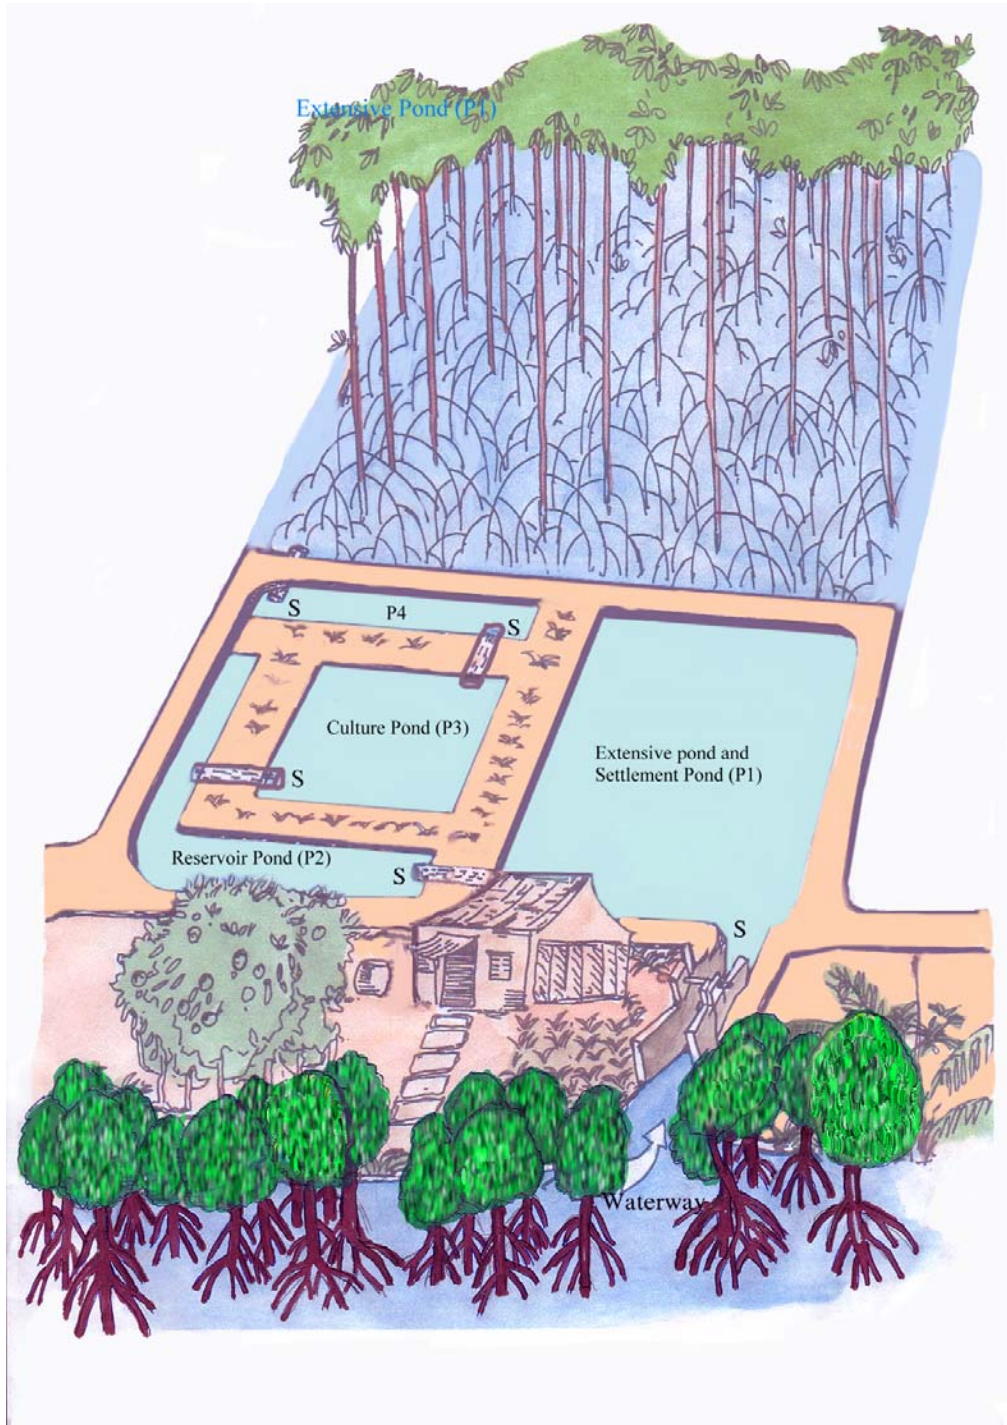 Extensive Pond (P1)
S
P4
S
Culture Pond (P3)
Extensive pond and
Settlement Pond (P1)
S
Reservoir Pond (P2)
S
S
Waterway